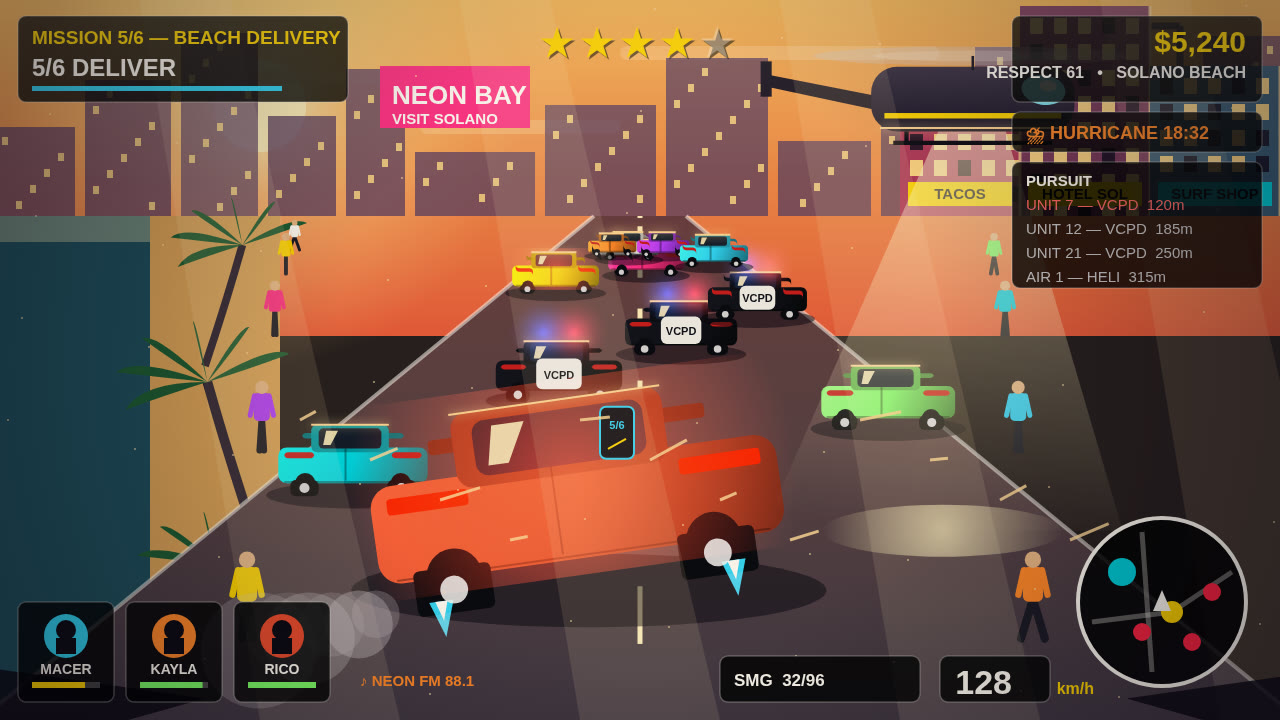 MISSION 5/6 — BEACH DELIVERY
5/6 DELIVER
$5,240
RESPECT 61 • SOLANO BEACH
NEON BAY
VISIT SOLANO
HURRICANE 18:32
PURSUIT
UNIT 7 — VCPD 120m
UNIT 12 — VCPD 185m
UNIT 21 — VCPD 250m
AIR 1 — HELI 315m
TACOS
HOTEL SOL
SURF SHOP
VCPD
VCPD
VCPD
5/6
MACER
KAYLA
RICO
♪ NEON FM 88.1
SMG 32/96
128 km/h